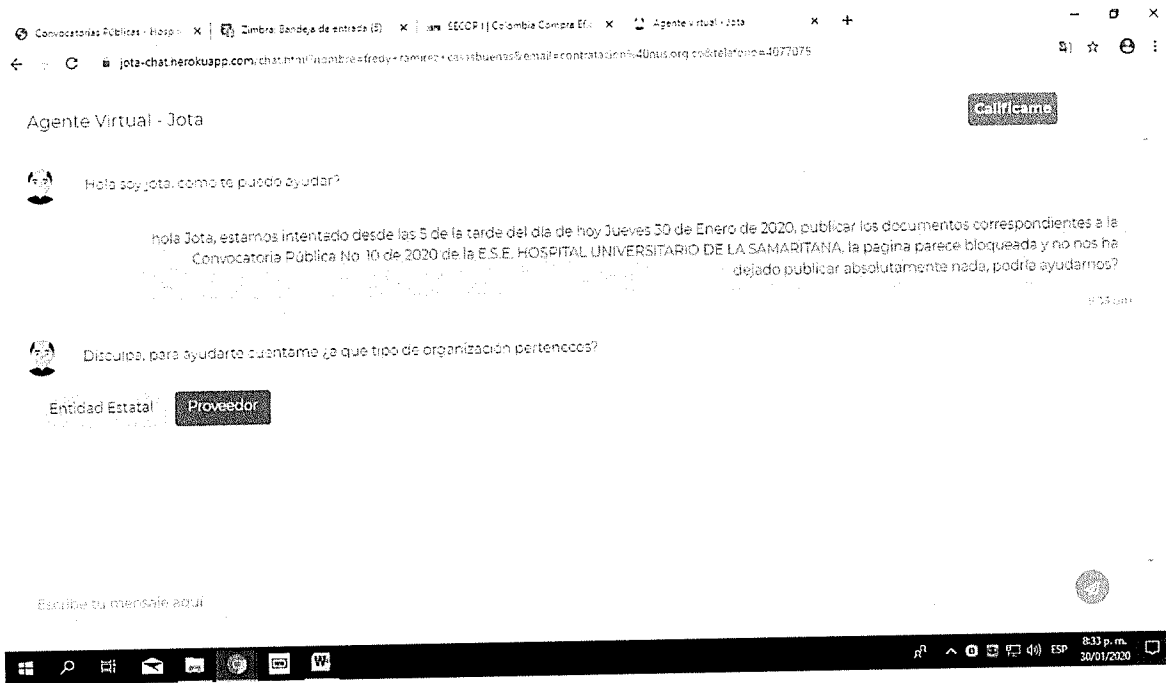 Convocatorias Públicas - Hosp
Zimbra: Bandeja de entrada (5)
SECOP I | Colombia Compra Ef
Agente virtual - Jota
jota-chat.herokuapp.com/chat.html?nombre=fredy+ramirez+casasbuenas&email=contratacion%40hus.org.co&telefono=4077075
Agente Virtual - Jota
Califícame
Hola soy jota, como te puedo ayudar?
hola Jota, estamos intentado desde las 5 de la tarde del día de hoy Jueves 30 de Enero de 2020, publicar los documentos correspondientes a la
Convocatoria Pública No. 10 de 2020 de la E.S.E. HOSPITAL UNIVERSITARIO DE LA SAMARITANA, la pagina parece bloqueada y no nos ha
dejado publicar absolutamente nada, podría ayudarnos?
Disculpa, para ayudarte cuentame ¿a que tipo de organización perteneces?
Entidad Estatal
Proveedor
Escribe tu mensaje aquí
ESP
8:33 p. m.
30/01/2020